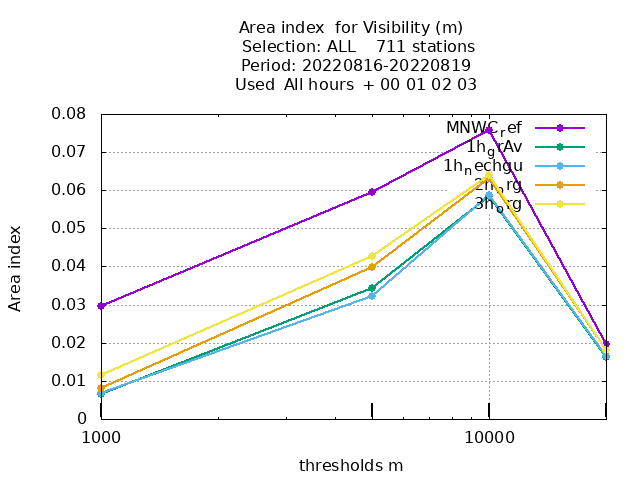 Area index  for Visibility (m)
Selection: ALL    711 stations
Period: 20220816-20220819
Used  All hours  + 00 01 02 03
0.08
0.07
0.06
0.05
0.04
0.03
0.02
0.01
0
Area index
MNWC_ref
1h_grAv
1h_nechgu
2h_org
3h_org
1000
10000
thresholds m